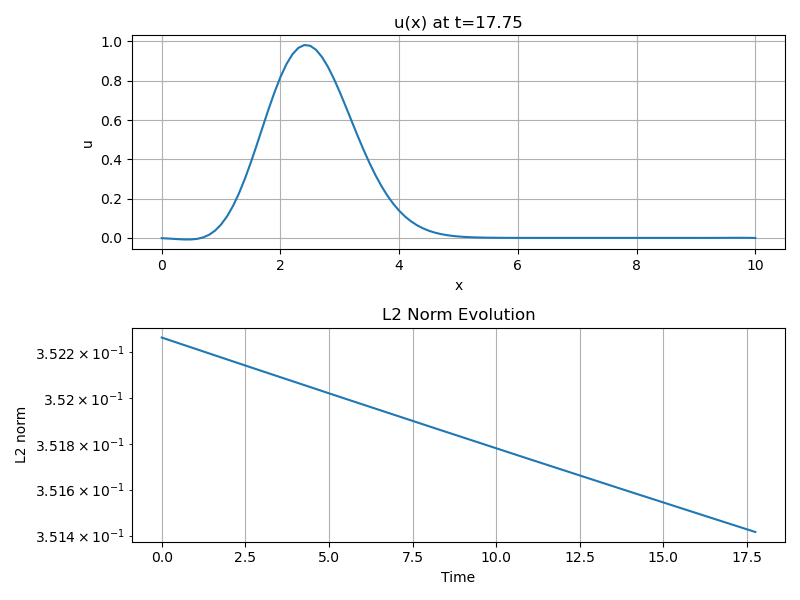 u(x) at t=17.75
1.0
0.8
0.6
0.4
0.2
0.0
u
0 2 4 6 8 10
x
L2 Norm Evolution
3.522 × 10⁻¹
3.52 × 10⁻¹
3.518 × 10⁻¹
3.516 × 10⁻¹
3.514 × 10⁻¹
L2 norm
0.0 2.5 5.0 7.5 10.0 12.5 15.0 17.5
Time